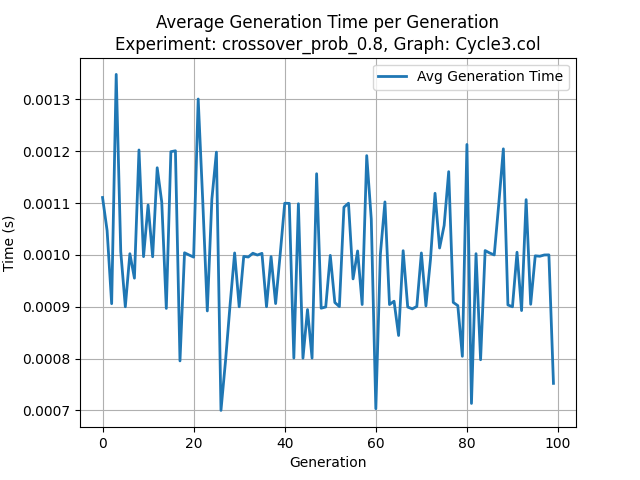 Average Generation Time per Generation
Experiment: crossover_prob_0.8, Graph: Cycle3.col
Avg Generation Time
0.0013
0.0012
0.0011
0.0010
0.0009
0.0008
0.0007
Time (s)
0 20 40 60 80 100
Generation